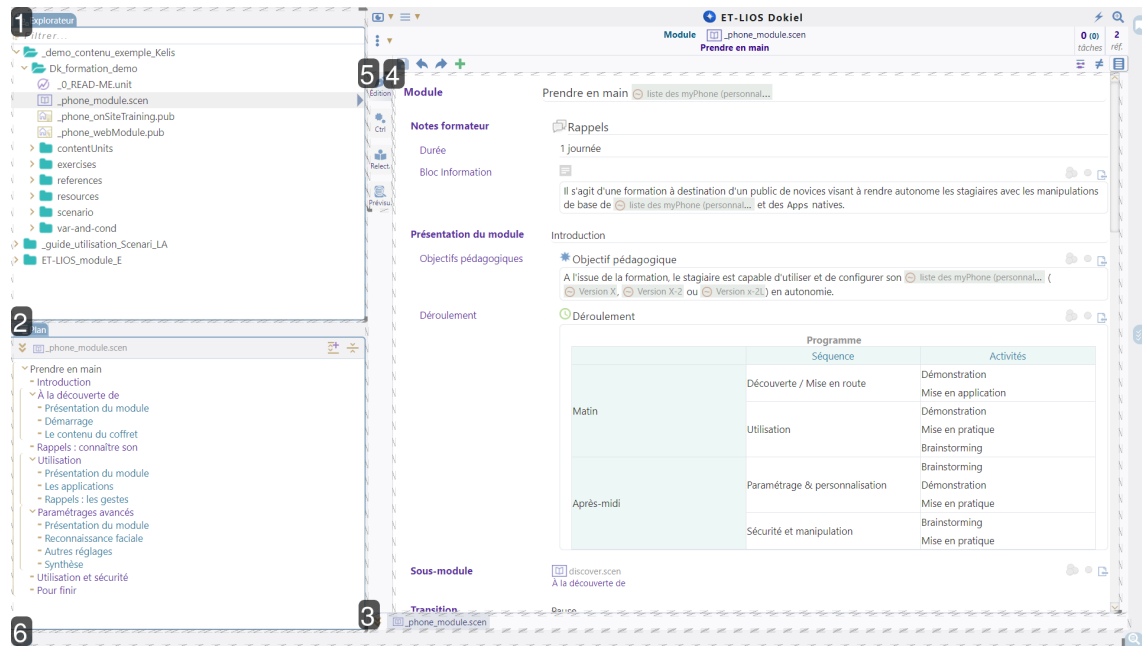 1
Explorateur
Filtrer...
_demo_contenu_exemple_Kelis
Dk_formation_demo
_0_READ-ME.unit
_phone_module.scen
_phone_onSiteTraining.pub
_phone_webModule.pub
contentUnits
exercises
references
resources
scenario
var-and-cond
_guide_utilisation_Scenari_LA
ET-LIOS_module_E
2
Plan
_phone_module.scen
Prendre en main
Introduction
À la découverte de
Présentation du module
Démarrage
Le contenu du coffret
Rappels : connaître son
Utilisation
Présentation du module
Les applications
Rappels : les gestes
Paramétrages avancés
Présentation du module
Reconnaissance faciale
Autres réglages
Synthèse
Utilisation et sécurité
Pour finir
6
ET-LIOS Dokiel
Module _phone_module.scen
Prendre en main
0 (0) 2
tâches réf.
5 4
Édition
Ctrl
Relect.
Prévisu.
Module Prendre en main liste des myPhone (personnal...
Notes formateur Rappels
Durée 1 journée
Bloc Information
Il s'agit d'une formation à destination d'un public de novices visant à rendre autonome les stagiaires avec les manipulations
de base de liste des myPhone (personnal... et des Apps natives.
Présentation du module Introduction
Objectifs pédagogiques Objectif pédagogique
A l'issue de la formation, le stagiaire est capable d'utiliser et de configurer son liste des myPhone (personnal... (
Version X, Version X-2 ou Version x-2L) en autonomie.
Déroulement Déroulement
Programme
Séquence Activités
Matin Découverte / Mise en route Démonstration
Mise en application
Utilisation Démonstration
Mise en pratique
Brainstorming
Après-midi Paramétrage & personnalisation Brainstorming
Démonstration
Mise en pratique
Sécurité et manipulation Brainstorming
Mise en pratique
Sous-module discover.scen
À la découverte de
Transition Pause
3
_phone_module.scen